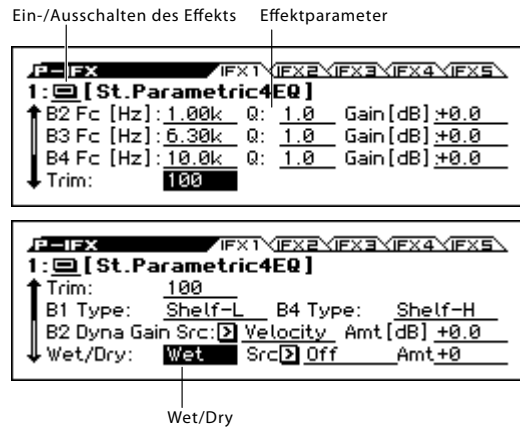 Ein-/Ausschalten des Effekts Effektparameter
P-IFX IFX1 IFX2 IFX3 IFX4 IFX5
1: [St.Parametric4EQ]
B2 Fc [Hz]: 1.00k Q: 1.0 Gain[dB]:+0.0
B3 Fc [Hz]: 6.30k Q: 1.0 Gain[dB]:+0.0
B4 Fc [Hz]: 10.0k Q: 1.0 Gain[dB]:+0.0
Trim: 100
P-IFX IFX1 IFX2 IFX3 IFX4 IFX5
1: [St.Parametric4EQ]
Trim: 100
B1 Type: Shelf-L B4 Type: Shelf-H
B2 Dyna Gain Src: Velocity Amt[dB] +0.0
Wet/Dry: Wet Src Off Amt +0
Wet/Dry